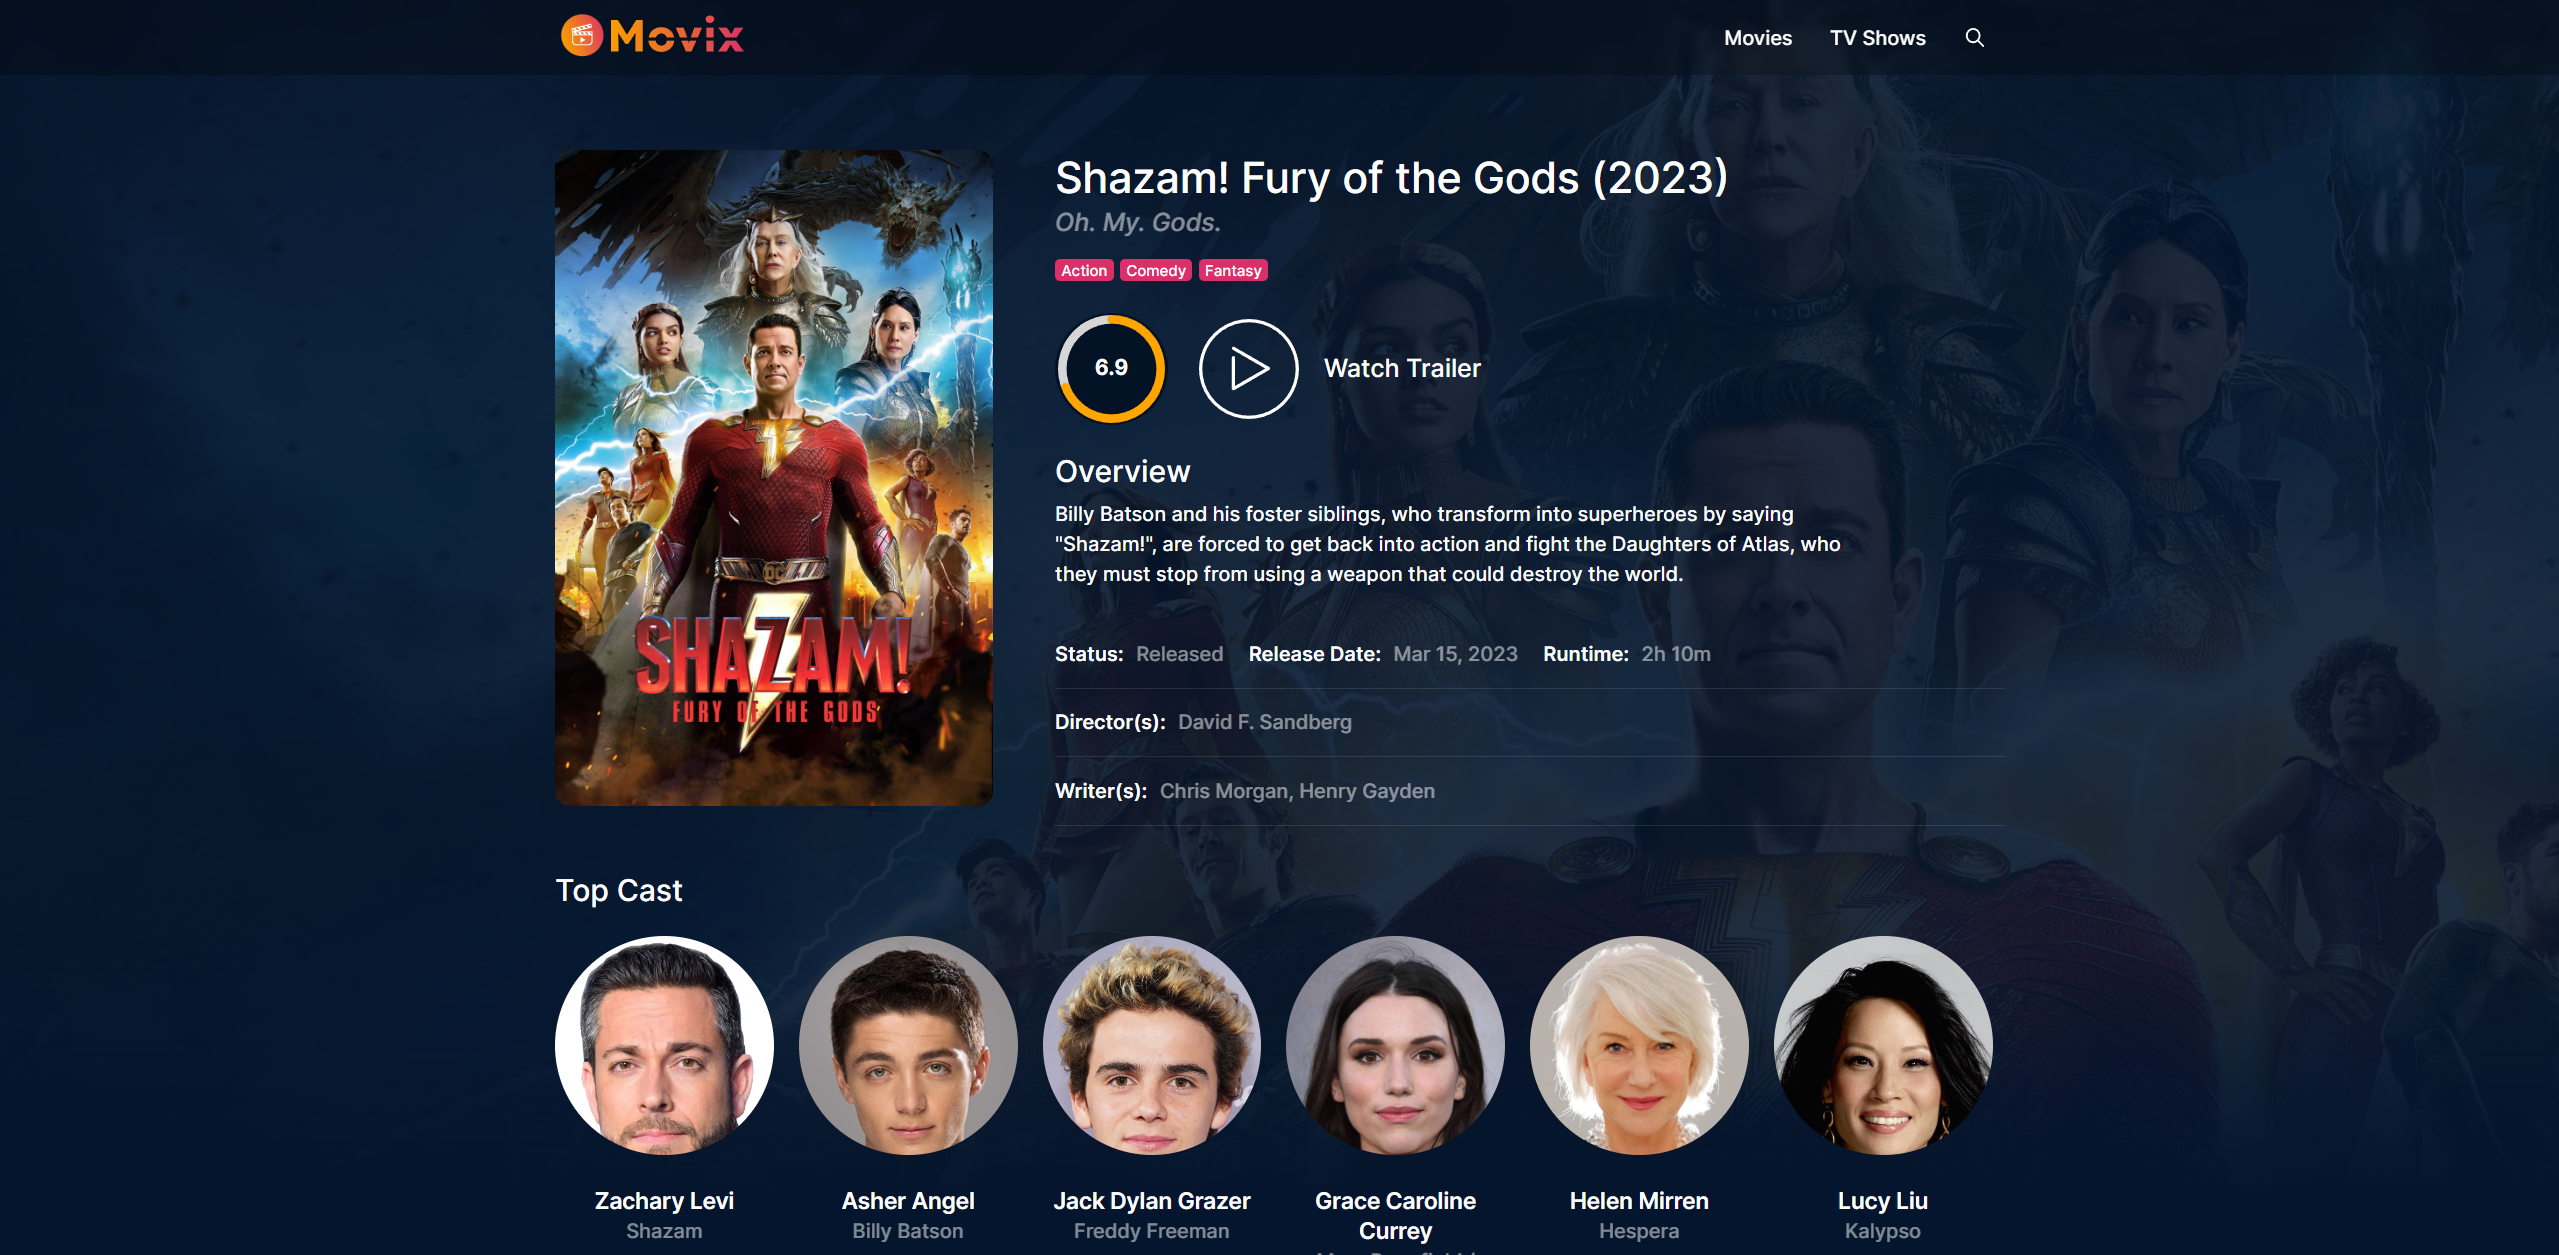 Movix
Movies
TV Shows
DC
SHAZAM!
FURY OF THE GODS
Shazam! Fury of the Gods (2023)
Oh. My. Gods.
Action Comedy Fantasy
6.9
Watch Trailer
Overview
Billy Batson and his foster siblings, who transform into superheroes by saying
"Shazam!", are forced to get back into action and fight the Daughters of Atlas, who
they must stop from using a weapon that could destroy the world.
Status: Released Release Date: Mar 15, 2023 Runtime: 2h 10m
Director(s): David F. Sandberg
Writer(s): Chris Morgan, Henry Gayden
Top Cast
Zachary Levi
Shazam
Asher Angel
Billy Batson
Jack Dylan Grazer
Freddy Freeman
Grace Caroline
Currey
Helen Mirren
Hespera
Lucy Liu
Kalypso